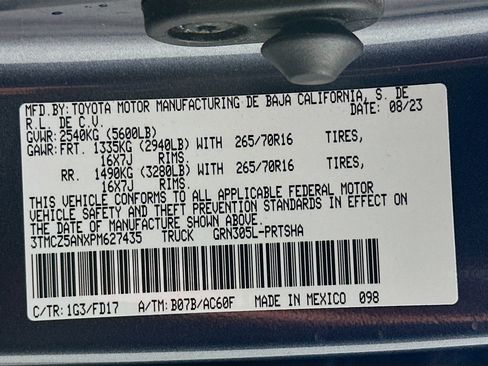 MFD.BY: TOYOTA MOTOR MANUFACTURING DE BAJA CALIFORNIA, S. DE
R.L. DE C.V. DATE: 08/23
GVWR: 2540KG (5600LB)
GAWR: FRT. 1335KG (2940LB) WITH 265/70R16 TIRES,
16X7J RIMS.
RR. 1490KG (3280LB) WITH 265/70R16 TIRES,
16X7J RIMS.
THIS VEHICLE CONFORMS TO ALL APPLICABLE FEDERAL MOTOR
VEHICLE SAFETY AND THEFT PREVENTION STANDARDS IN EFFECT ON
THE DATE OF MANUFACTURE SHOWN ABOVE.
3TMCZ5ANXPM627435 TRUCK GRN305L-PRTSHA
C/TR: 1G3/FD17 A/TM: B07B/AC60F MADE IN MEXICO 098